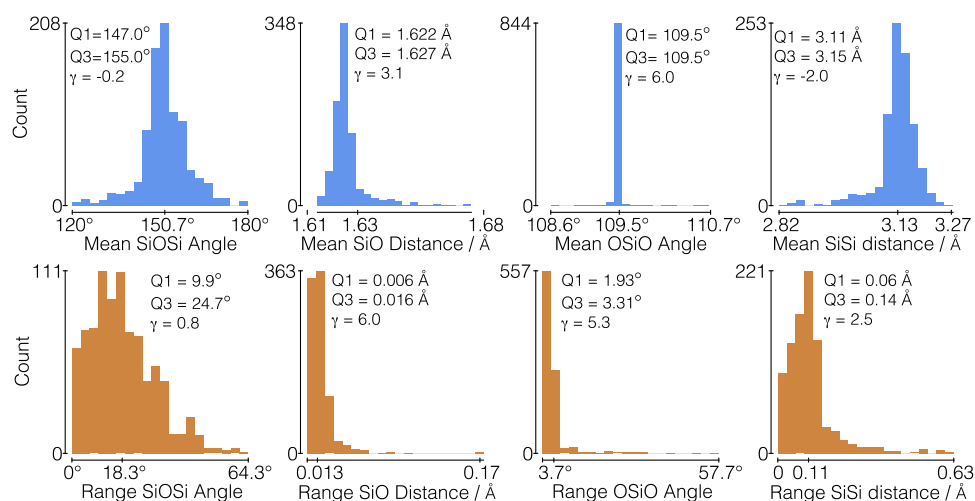 208
Q1=147.0°
Q3=155.0°
γ = -0.2
Count
0
120°
150.7°
180°
Mean SiOSi Angle
348
Q1 = 1.622 Å
Q3 = 1.627 Å
γ = 3.1
0
1.61
1.63
1.68
Mean SiO Distance / Å
844
Q1= 109.5°
Q3= 109.5°
γ = 6.0
0
108.6°
109.5°
110.7°
Mean OSiO Angle
253
Q1 = 3.11 Å
Q3 = 3.15 Å
γ = -2.0
0
2.82
3.13
3.27
Mean SiSi distance / Å
111
Q1 = 9.9°
Q3 = 24.7°
γ = 0.8
Count
0
0°
18.3°
64.3°
Range SiOSi Angle
363
Q1 = 0.006 Å
Q3 = 0.016 Å
γ = 6.0
0
0.013
0.17
Range SiO Distance / Å
557
Q1 = 1.93°
Q3 = 3.31°
γ = 5.3
0
3.7°
57.7°
Range OSiO Angle
221
Q1 = 0.06 Å
Q3 = 0.14 Å
γ = 2.5
0
0
0.11
0.63
Range SiSi distance / Å